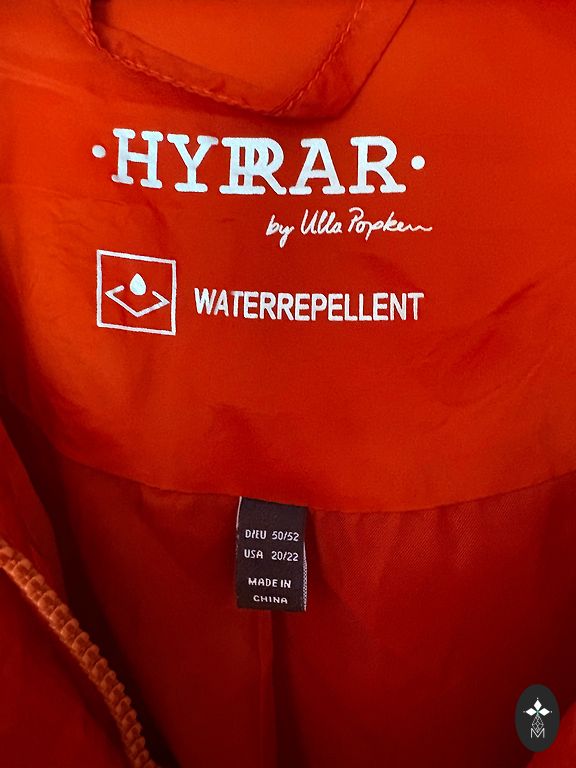 ·HYPRAR·
by Ulla Popken
WATERREPELLENT
D/EU 50/52
USA 20/22
MADE IN
CHINA
M